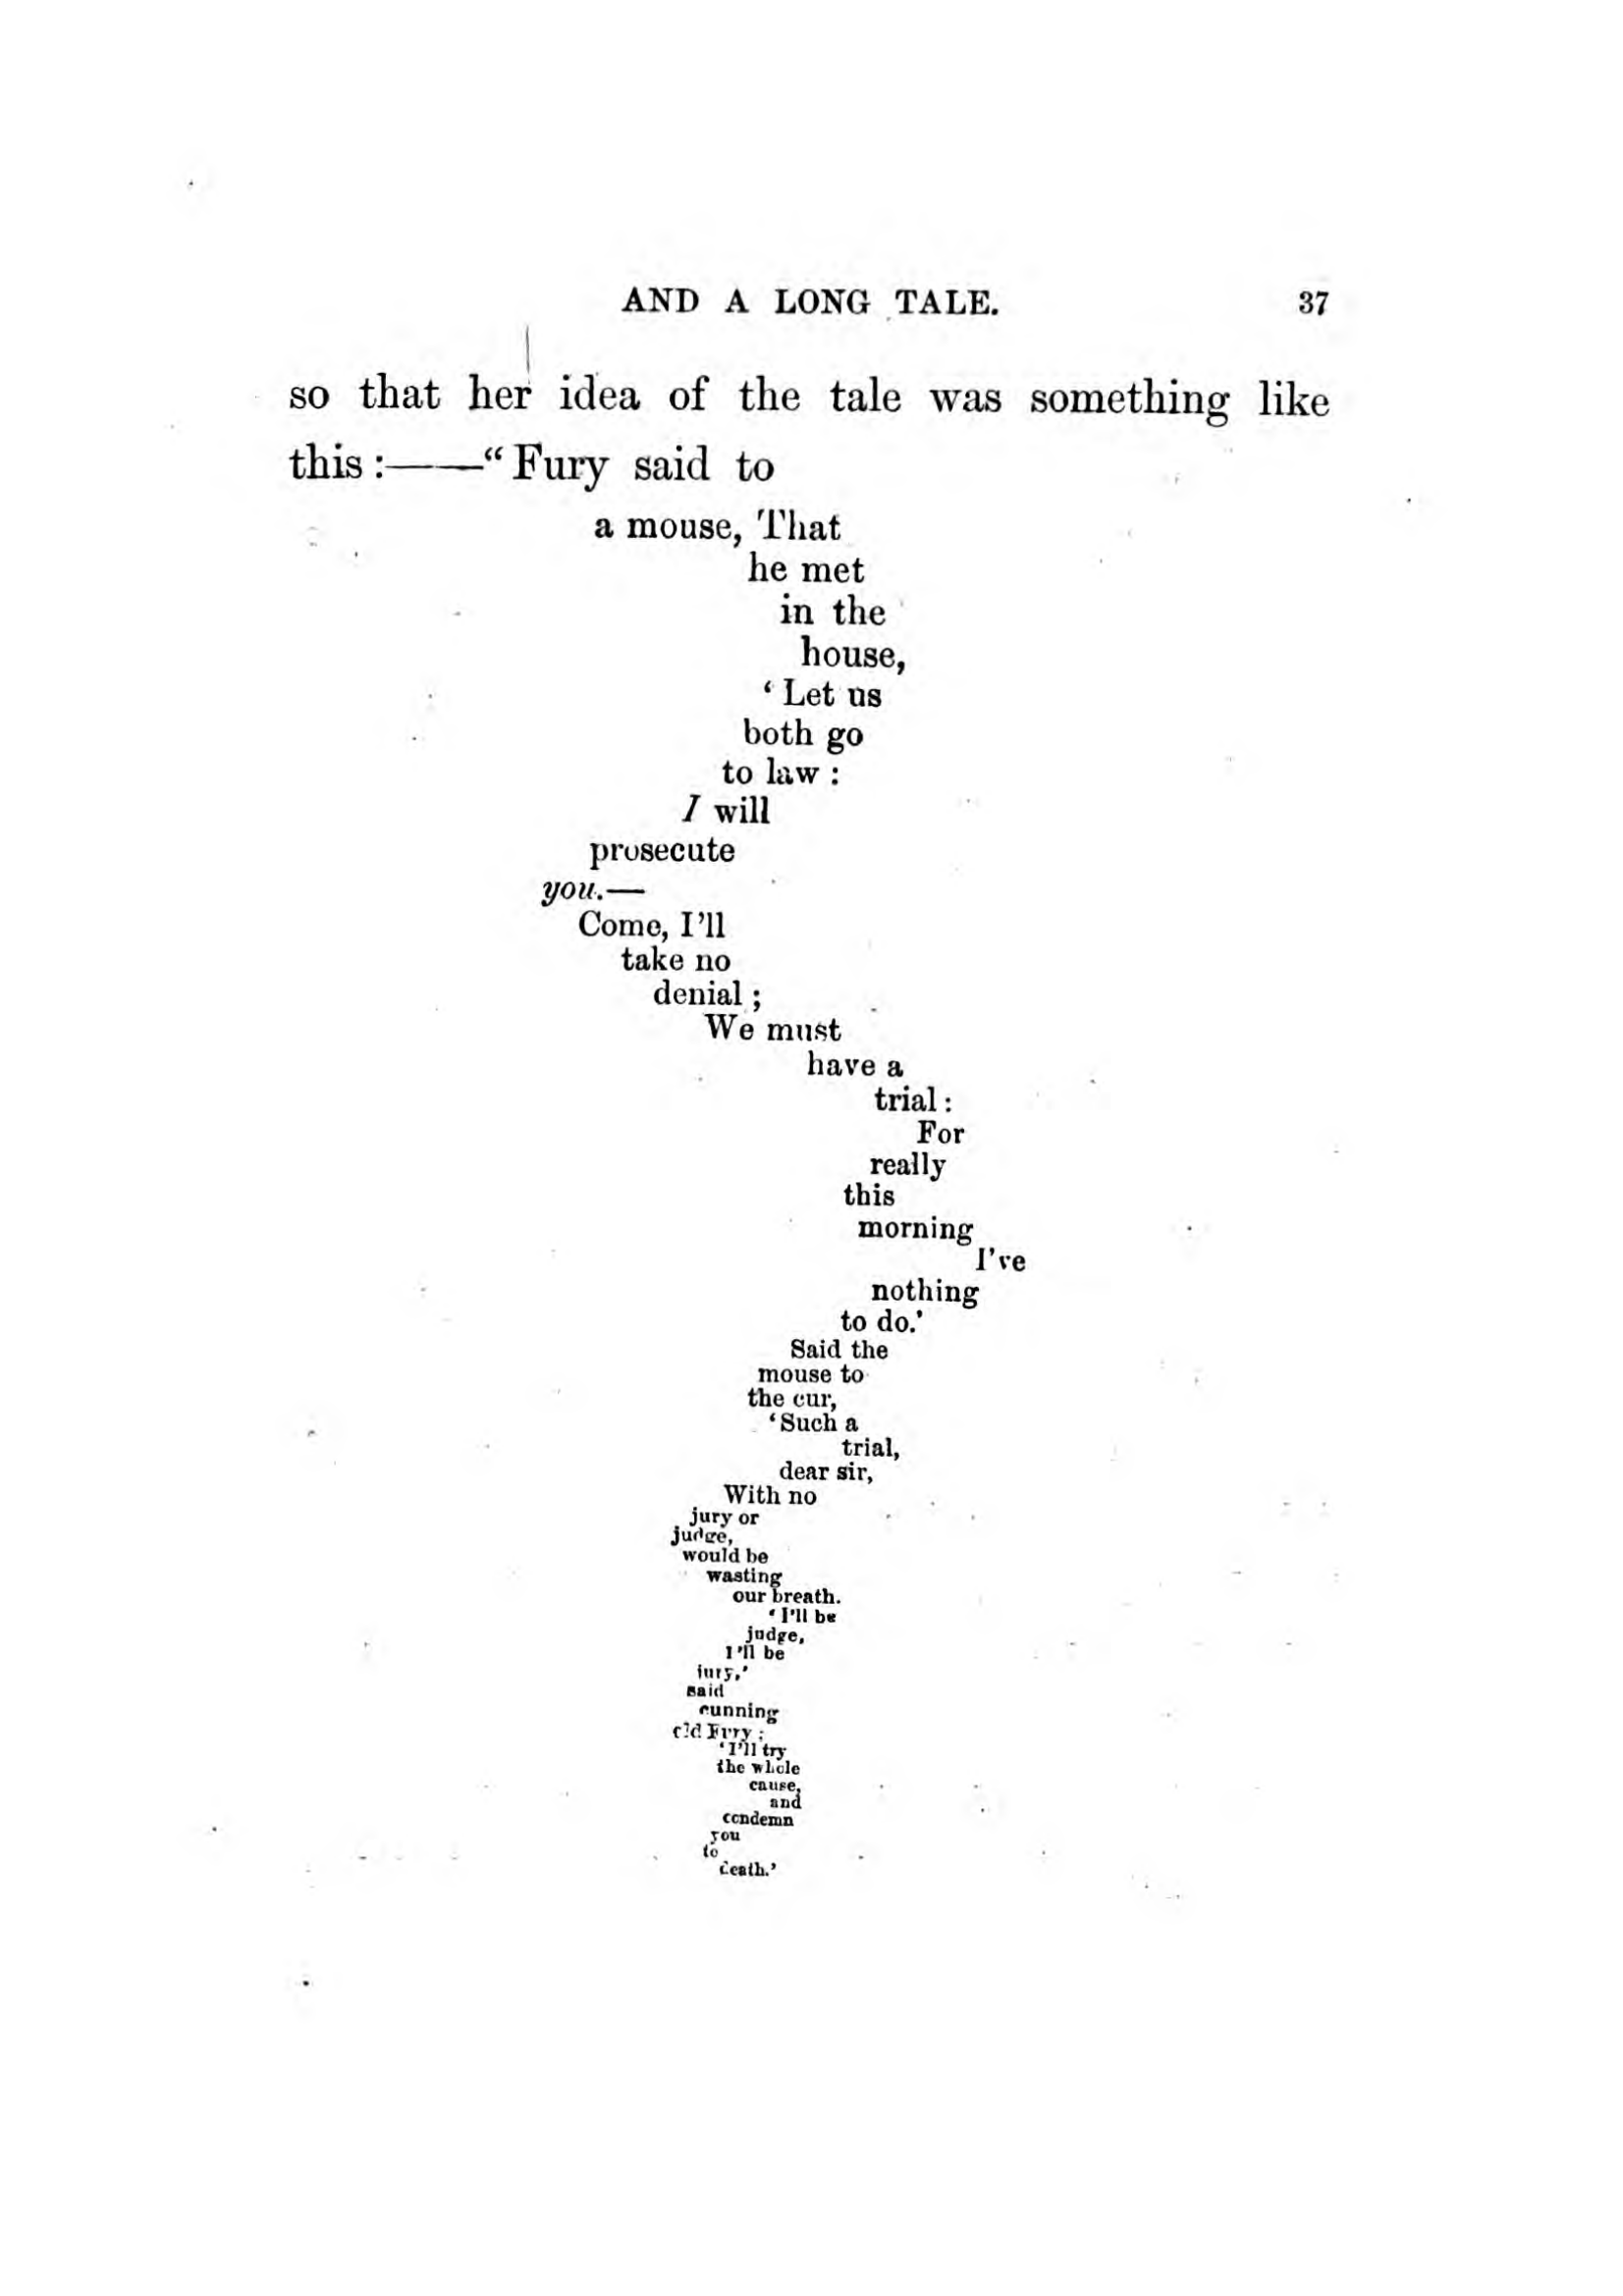 AND A LONG TALE. 37
so that her idea of the tale was something like
this :——“Fury said to
a mouse, That
he met
in the
house,
‘Let us
both go
to law :
I will
prosecute
you.—
Come, I’ll
take no
denial ;
We must
have a
trial :
For
really
this
morning
I’ve
nothing
to do.’
Said the
mouse to
the cur,
‘Such a
trial,
dear sir,
With no
jury or
judge,
would be
wasting
our breath.
‘I’ll be
judge,
I’ll be
jury,’
said
cunning
old Fury ;
‘I’ll try
the whole
cause,
and
condemn
you
to
death.’